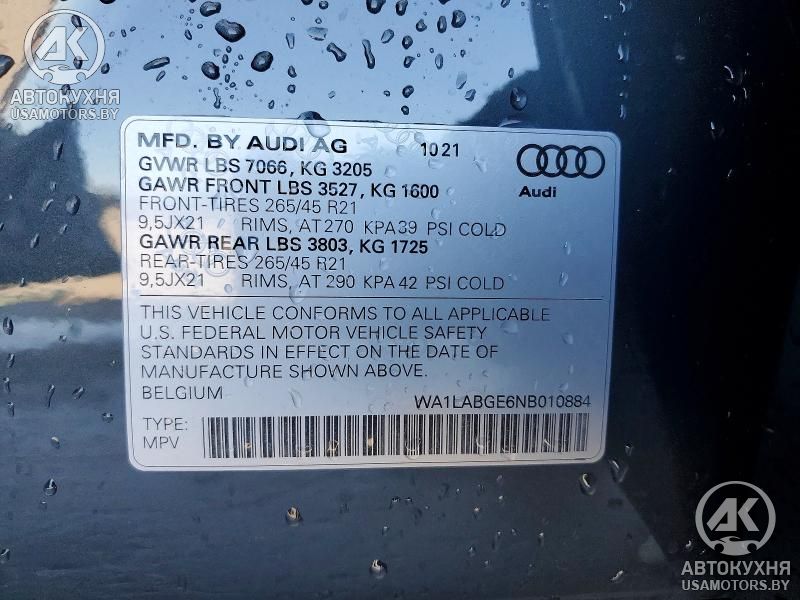 AK
АВТОКУХНЯ
USAMOTORS.BY
MFD. BY AUDI AG 10 21
GVWR LBS 7066, KG 3205
GAWR FRONT LBS 3527, KG 1600
FRONT-TIRES 265/45 R21
9,5JX21 RIMS, AT 270 KPA 39 PSI COLD
GAWR REAR LBS 3803, KG 1725
REAR-TIRES 265/45 R21
9,5JX21 RIMS, AT 290 KPA 42 PSI COLD
Audi
THIS VEHICLE CONFORMS TO ALL APPLICABLE
U.S. FEDERAL MOTOR VEHICLE SAFETY
STANDARDS IN EFFECT ON THE DATE OF
MANUFACTURE SHOWN ABOVE.
BELGIUM WA1LABGE6NB010884
TYPE:
MPV
AK
АВТОКУХНЯ
USAMOTORS.BY